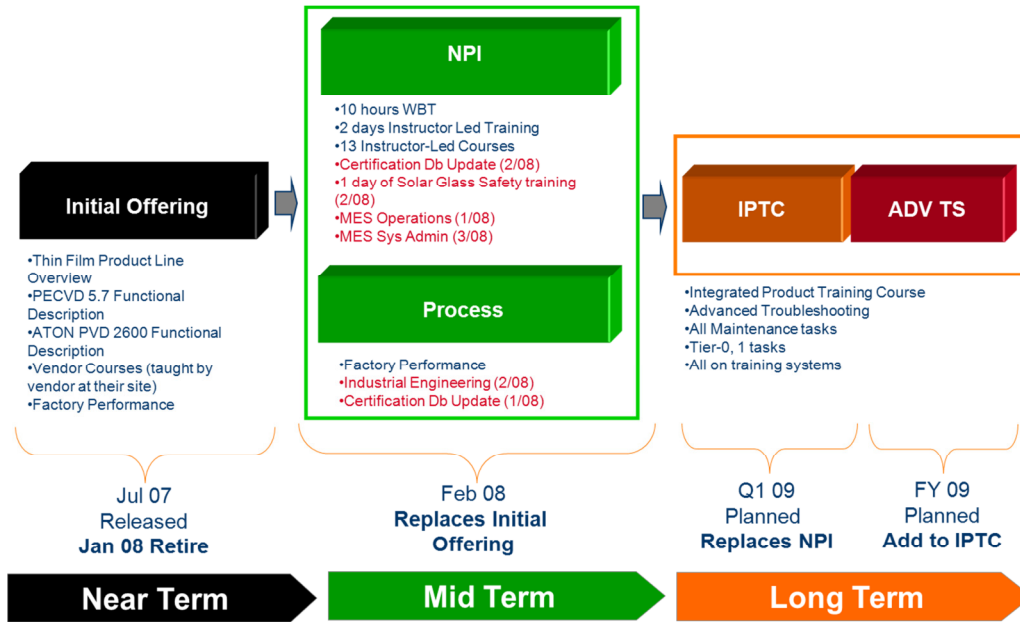 Initial Offering
•Thin Film Product Line
Overview
•PECVD 5.7 Functional
Description
•ATON PVD 2600 Functional
Description
•Vendor Courses (taught by
vendor at their site)
•Factory Performance
NPI
•10 hours WBT
•2 days Instructor Led Training
•13 Instructor-Led Courses
•Certification Db Update (2/08)
•1 day of Solar Glass Safety training
(2/08)
•MES Operations (1/08)
•MES Sys Admin (3/08)
Process
•Factory Performance
•Industrial Engineering (2/08)
•Certification Db Update (1/08)
IPTC
ADV TS
•Integrated Product Training Course
•Advanced Troubleshooting
•All Maintenance tasks
•Tier-0, 1 tasks
•All on training systems
Jul 07
Released
Jan 08 Retire
Feb 08
Replaces Initial
Offering
Q1 09
Planned
Replaces NPI
FY 09
Planned
Add to IPTC
Near Term
Mid Term
Long Term